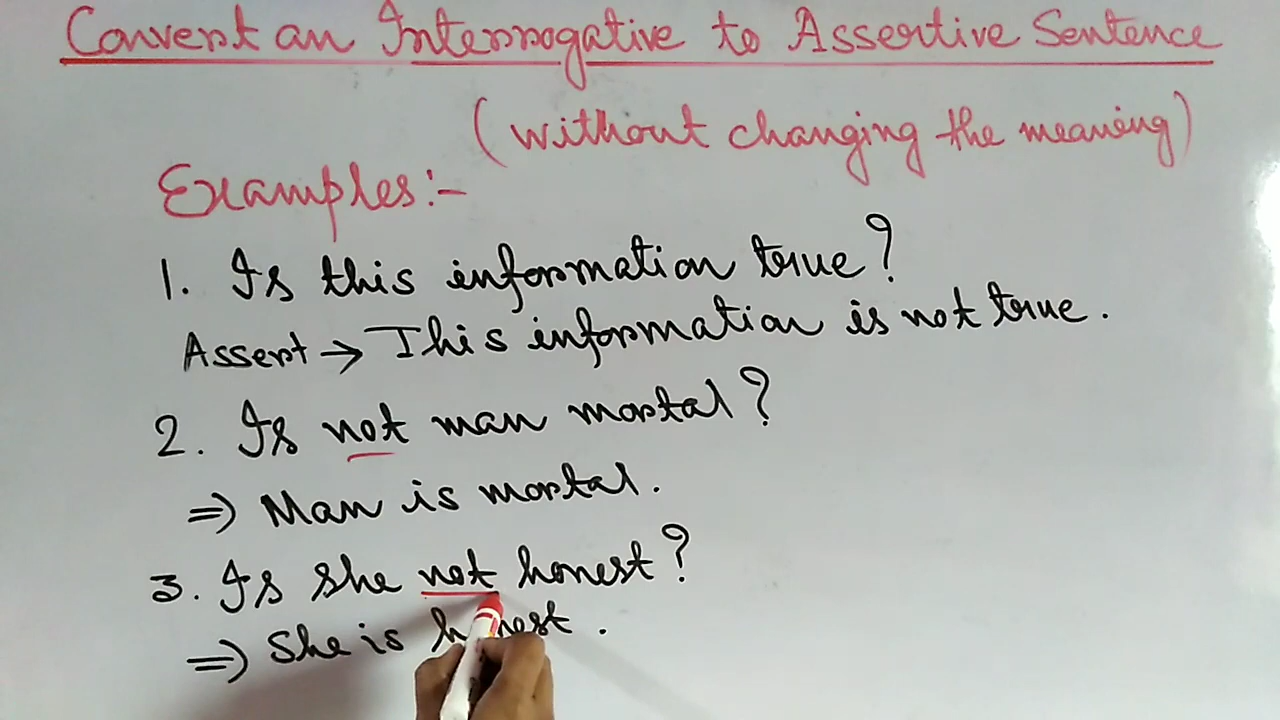 Convert an Interrogative to Assertive Sentence
(without changing the meaning)
Examples:-
1. Is this information true?
Assert → This information is not true.
2. Is not man mortal?
⇒ Man is mortal.
3. Is she not honest?
⇒ She is honest.